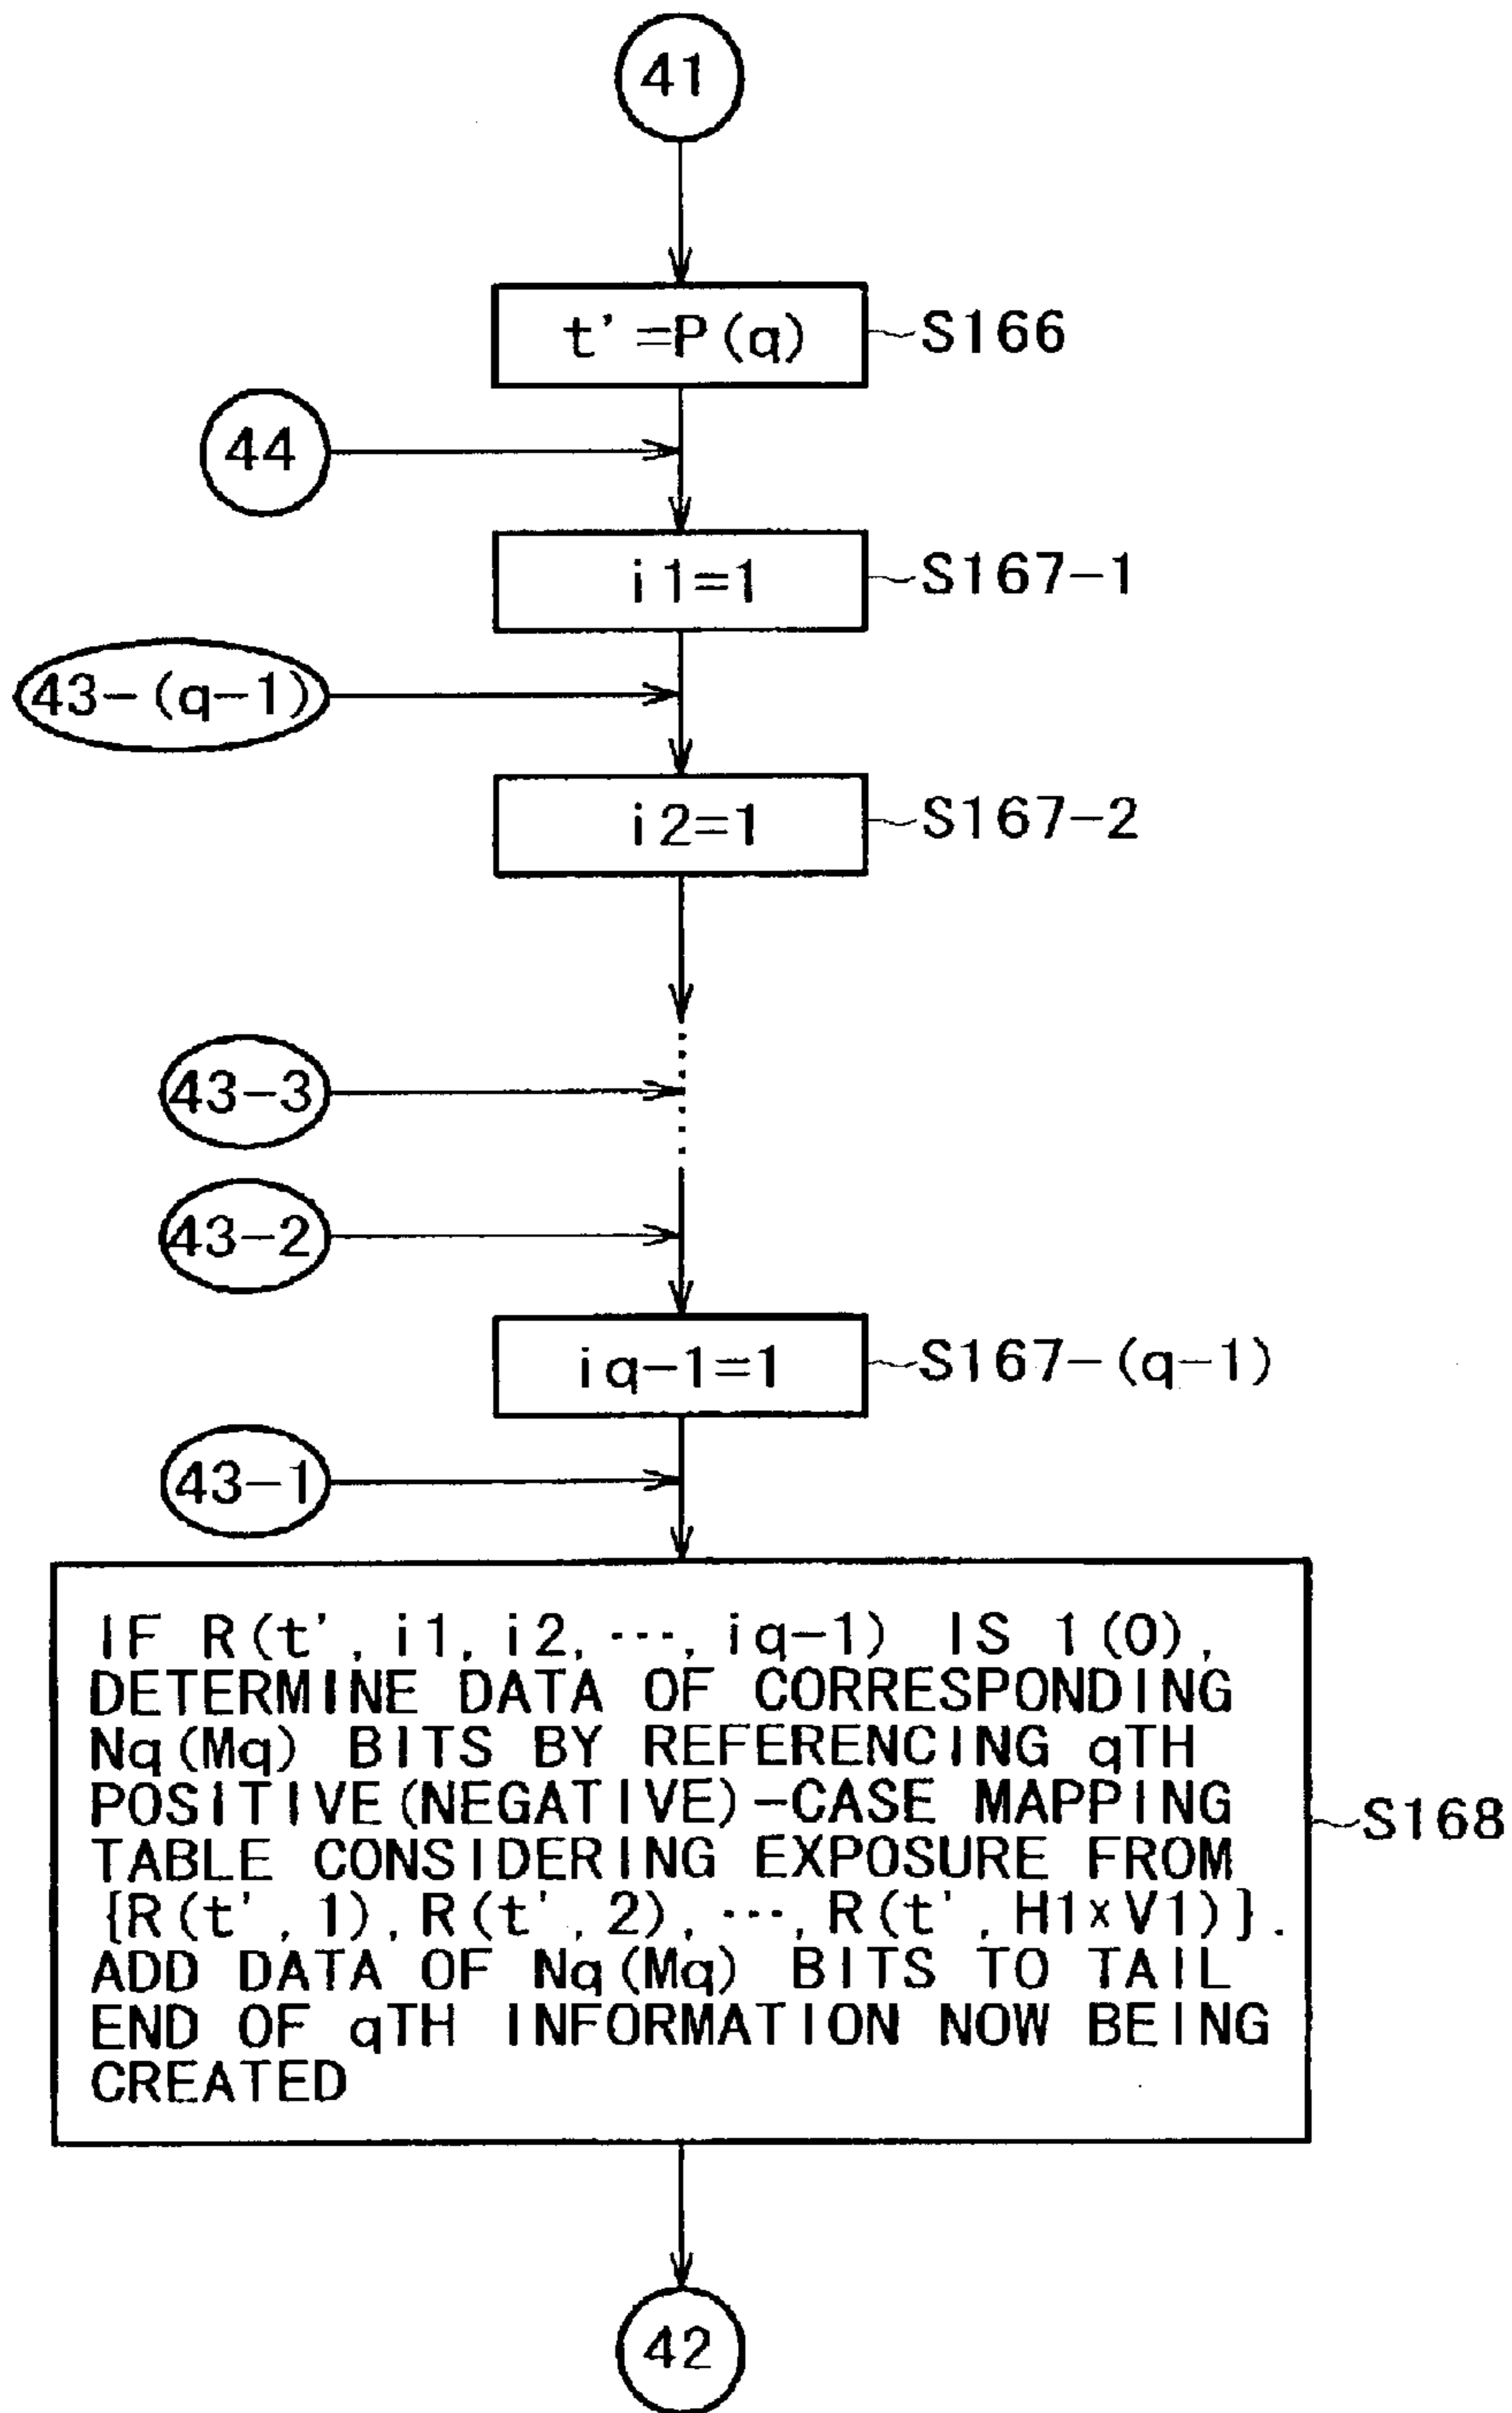 41
t'=P(q)
S166
44
i1=1
S167-1
43-(q-1)
i2=1
S167-2
43-3
43-2
iq-1=1
S167-(q-1)
43-1
IF R(t', i1, i2, ···, iq-1) IS 1(0),
DETERMINE DATA OF CORRESPONDING
Nq(Mq) BITS BY REFERENCING qTH
POSITIVE(NEGATIVE)-CASE MAPPING
TABLE CONSIDERING EXPOSURE FROM
{R(t', 1), R(t', 2), ···, R(t', H1×V1)}.
ADD DATA OF Nq(Mq) BITS TO TAIL
END OF qTH INFORMATION NOW BEING
CREATED
S168
42